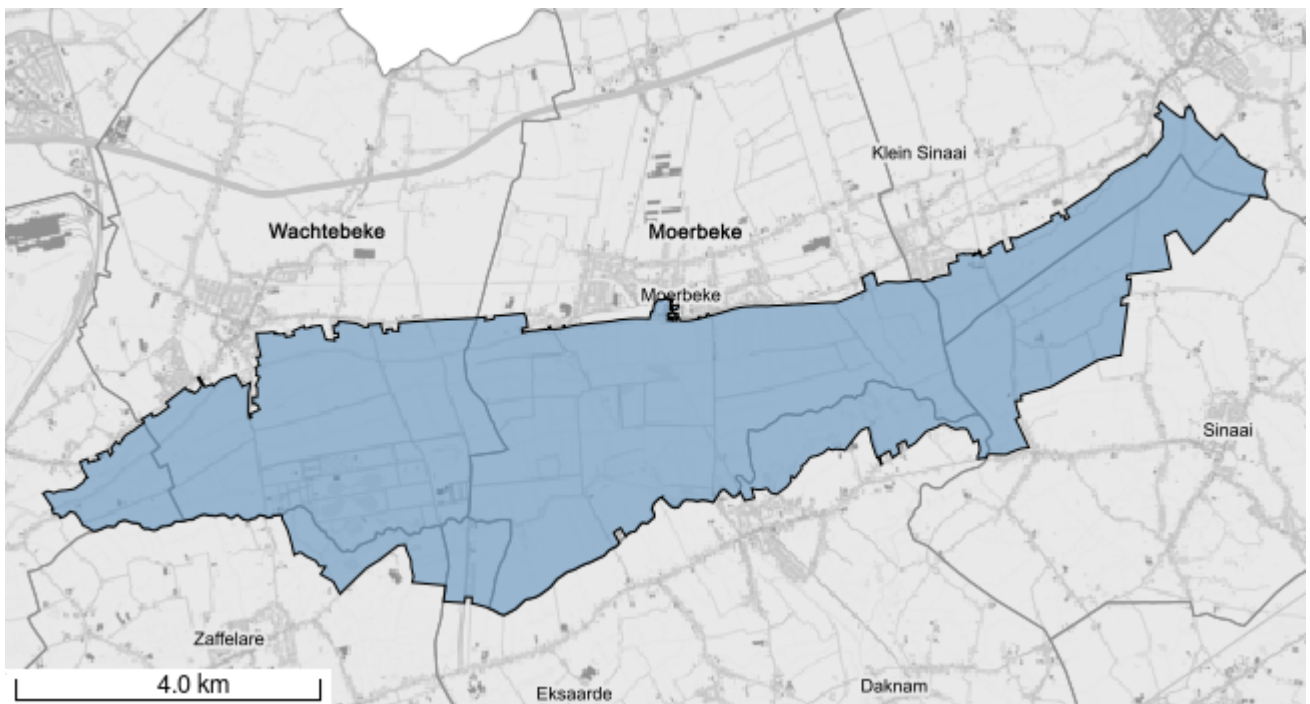 Klein Sinaai
Wachtebeke
Moerbeke
Moerbeke
Sinaai
Zaffelare
4.0 km
Eksaarde
Daknam